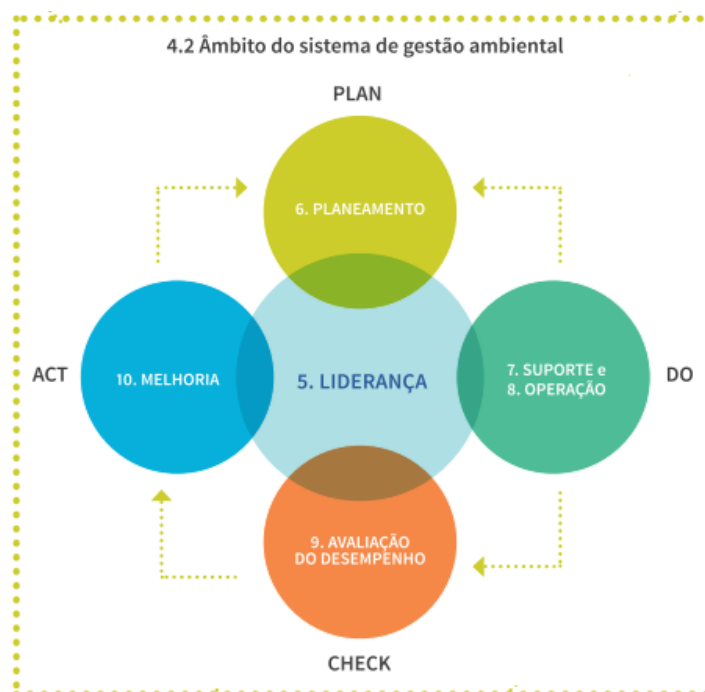 4.2 Âmbito do sistema de gestão ambiental
PLAN
6. PLANEAMENTO
ACT
10. MELHORIA
5. LIDERANÇA
7. SUPORTE e
8. OPERAÇÃO
DO
9. AVALIAÇÃO
DO DESEMPENHO
CHECK